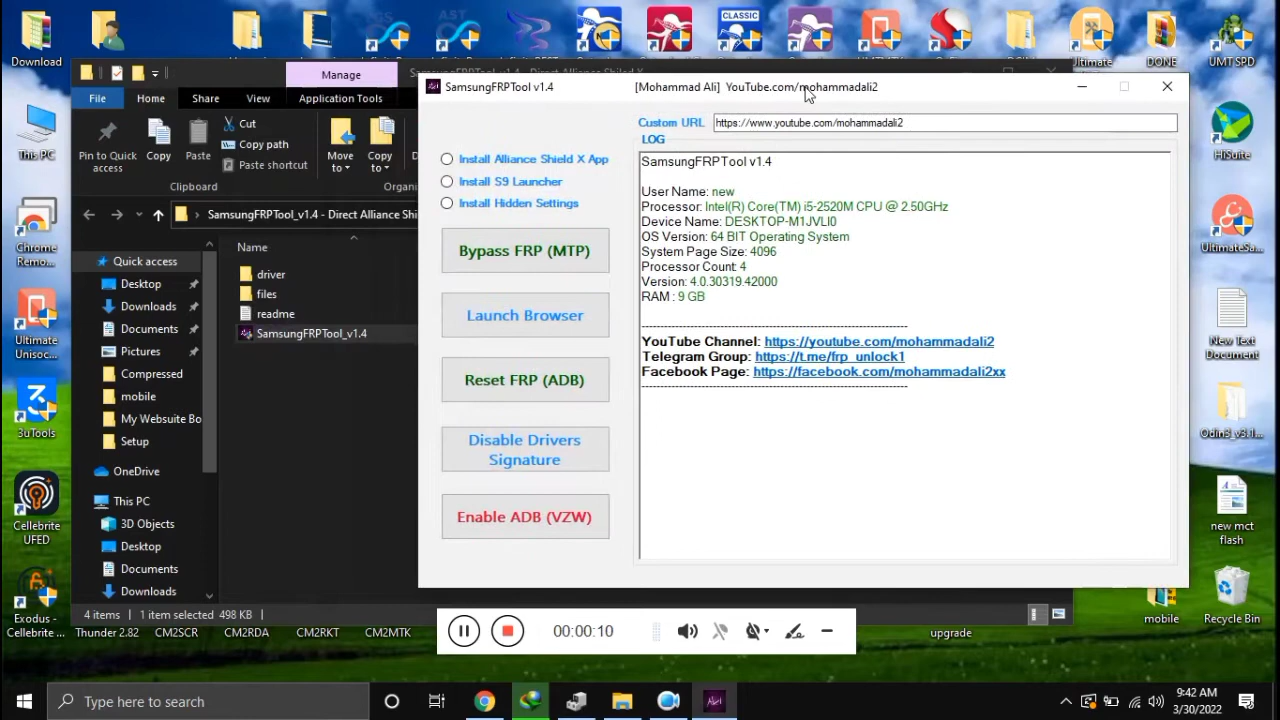 Download
CLASSIC
Ultimate
DONE
UMT SPD
Manage
File
Home
Share
View
Application Tools
Pin to Quick
access
Copy
Paste
Cut
Copy path
Paste shortcut
Move
to
Copy
to
Clipboard
SamsungFRPTool_v1.4 - Direct Alliance Shi
Name
driver
files
readme
SamsungFRPTool_v1.4
Quick access
Desktop
Downloads
Documents
Pictures
Compressed
mobile
My Websuite Bo
Setup
OneDrive
This PC
3D Objects
Desktop
Documents
Downloads
4 items
1 item selected 498 KB
This PC
Chrome
Remo...
Ultimate
Unisoc...
3uTools
Cellebrite
UFED
Exodus -
Cellebrite ...
Thunder 2.82
CM2SCR
CM2RDA
CM2RKT
CM2MTK
SamsungFRPTool v1.4
[Mohammad Ali] YouTube.com/mohammadali2
Custom URL
https://www.youtube.com/mohammadali2
LOG
Install Alliance Shield X App
Install S9 Launcher
Install Hidden Settings
Bypass FRP (MTP)
Launch Browser
Reset FRP (ADB)
Disable Drivers
Signature
Enable ADB (VZW)
SamsungFRPTool v1.4
User Name: new
Processor: Intel(R) Core(TM) i5-2520M CPU @ 2.50GHz
Device Name: DESKTOP-M1JVLI0
OS Version: 64 BIT Operating System
System Page Size: 4096
Processor Count: 4
Version: 4.0.30319.42000
RAM : 9 GB
YouTube Channel: https://youtube.com/mohammadali2
Telegram Group: https://t.me/frp_unlock1
Facebook Page: https://facebook.com/mohammadali2xx
HiSuite
UltimateSa...
New Text
Document
Odin3_v3.1...
new mct
flash
Recycle Bin
mobile
upgrade
00:00:10
Type here to search
9:42 AM
3/30/2022